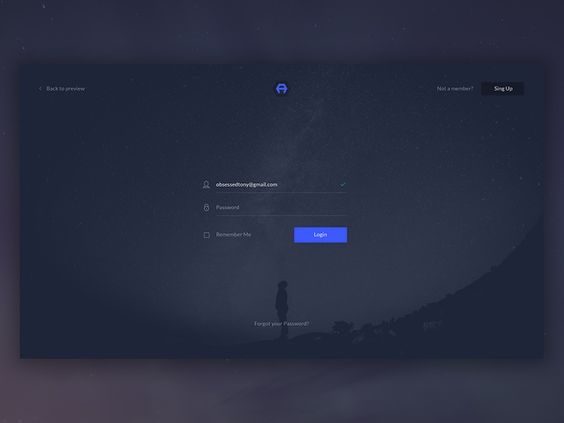 Back to preview
Not a member?
Sing Up
obsessedtony@gmail.com
Password
Remember Me
Login
Forgot your Password?